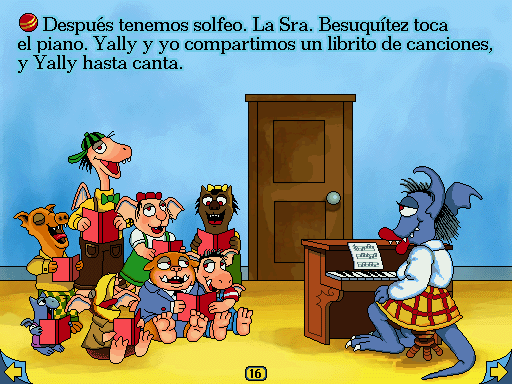 Después tenemos solfeo. La Sra. Besuquítez toca
el piano. Yally y yo compartimos un librito de canciones,
y Yally hasta canta.
16